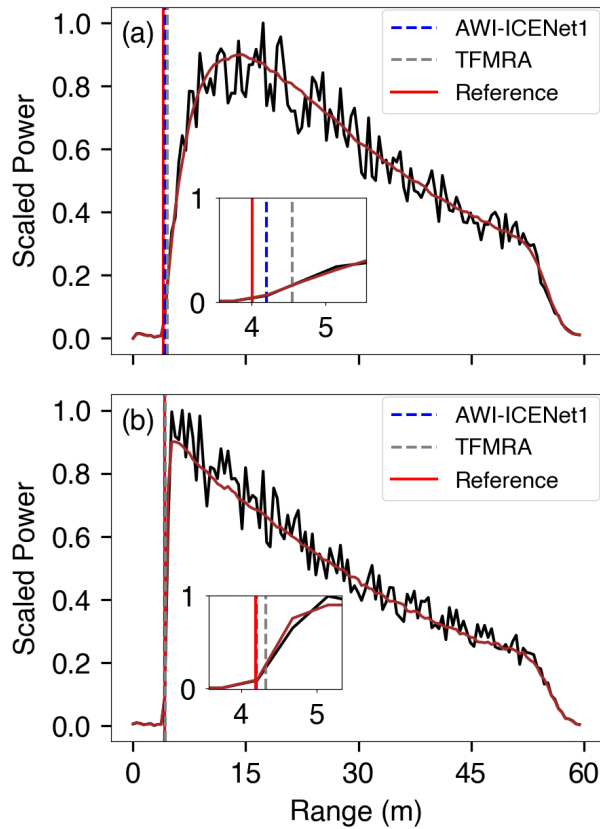 (a)
AWI-ICENet1
TFMRA
Reference
Scaled Power
1.0
0.8
0.6
0.4
0.2
0.0
1
0
4
5
(b)
AWI-ICENet1
TFMRA
Reference
Scaled Power
1.0
0.8
0.6
0.4
0.2
0.0
1
0
4
5
0
15
30
45
60
Range (m)